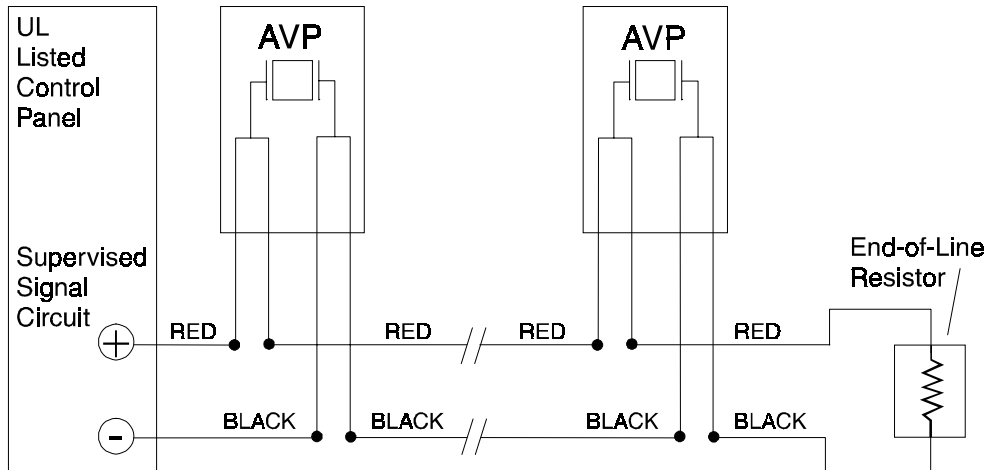 UL
Listed
Control
Panel
AVP
AVP
Supervised
Signal
Circuit
End-of-Line
Resistor
+
RED
RED
RED
RED
-
BLACK
BLACK
BLACK
BLACK